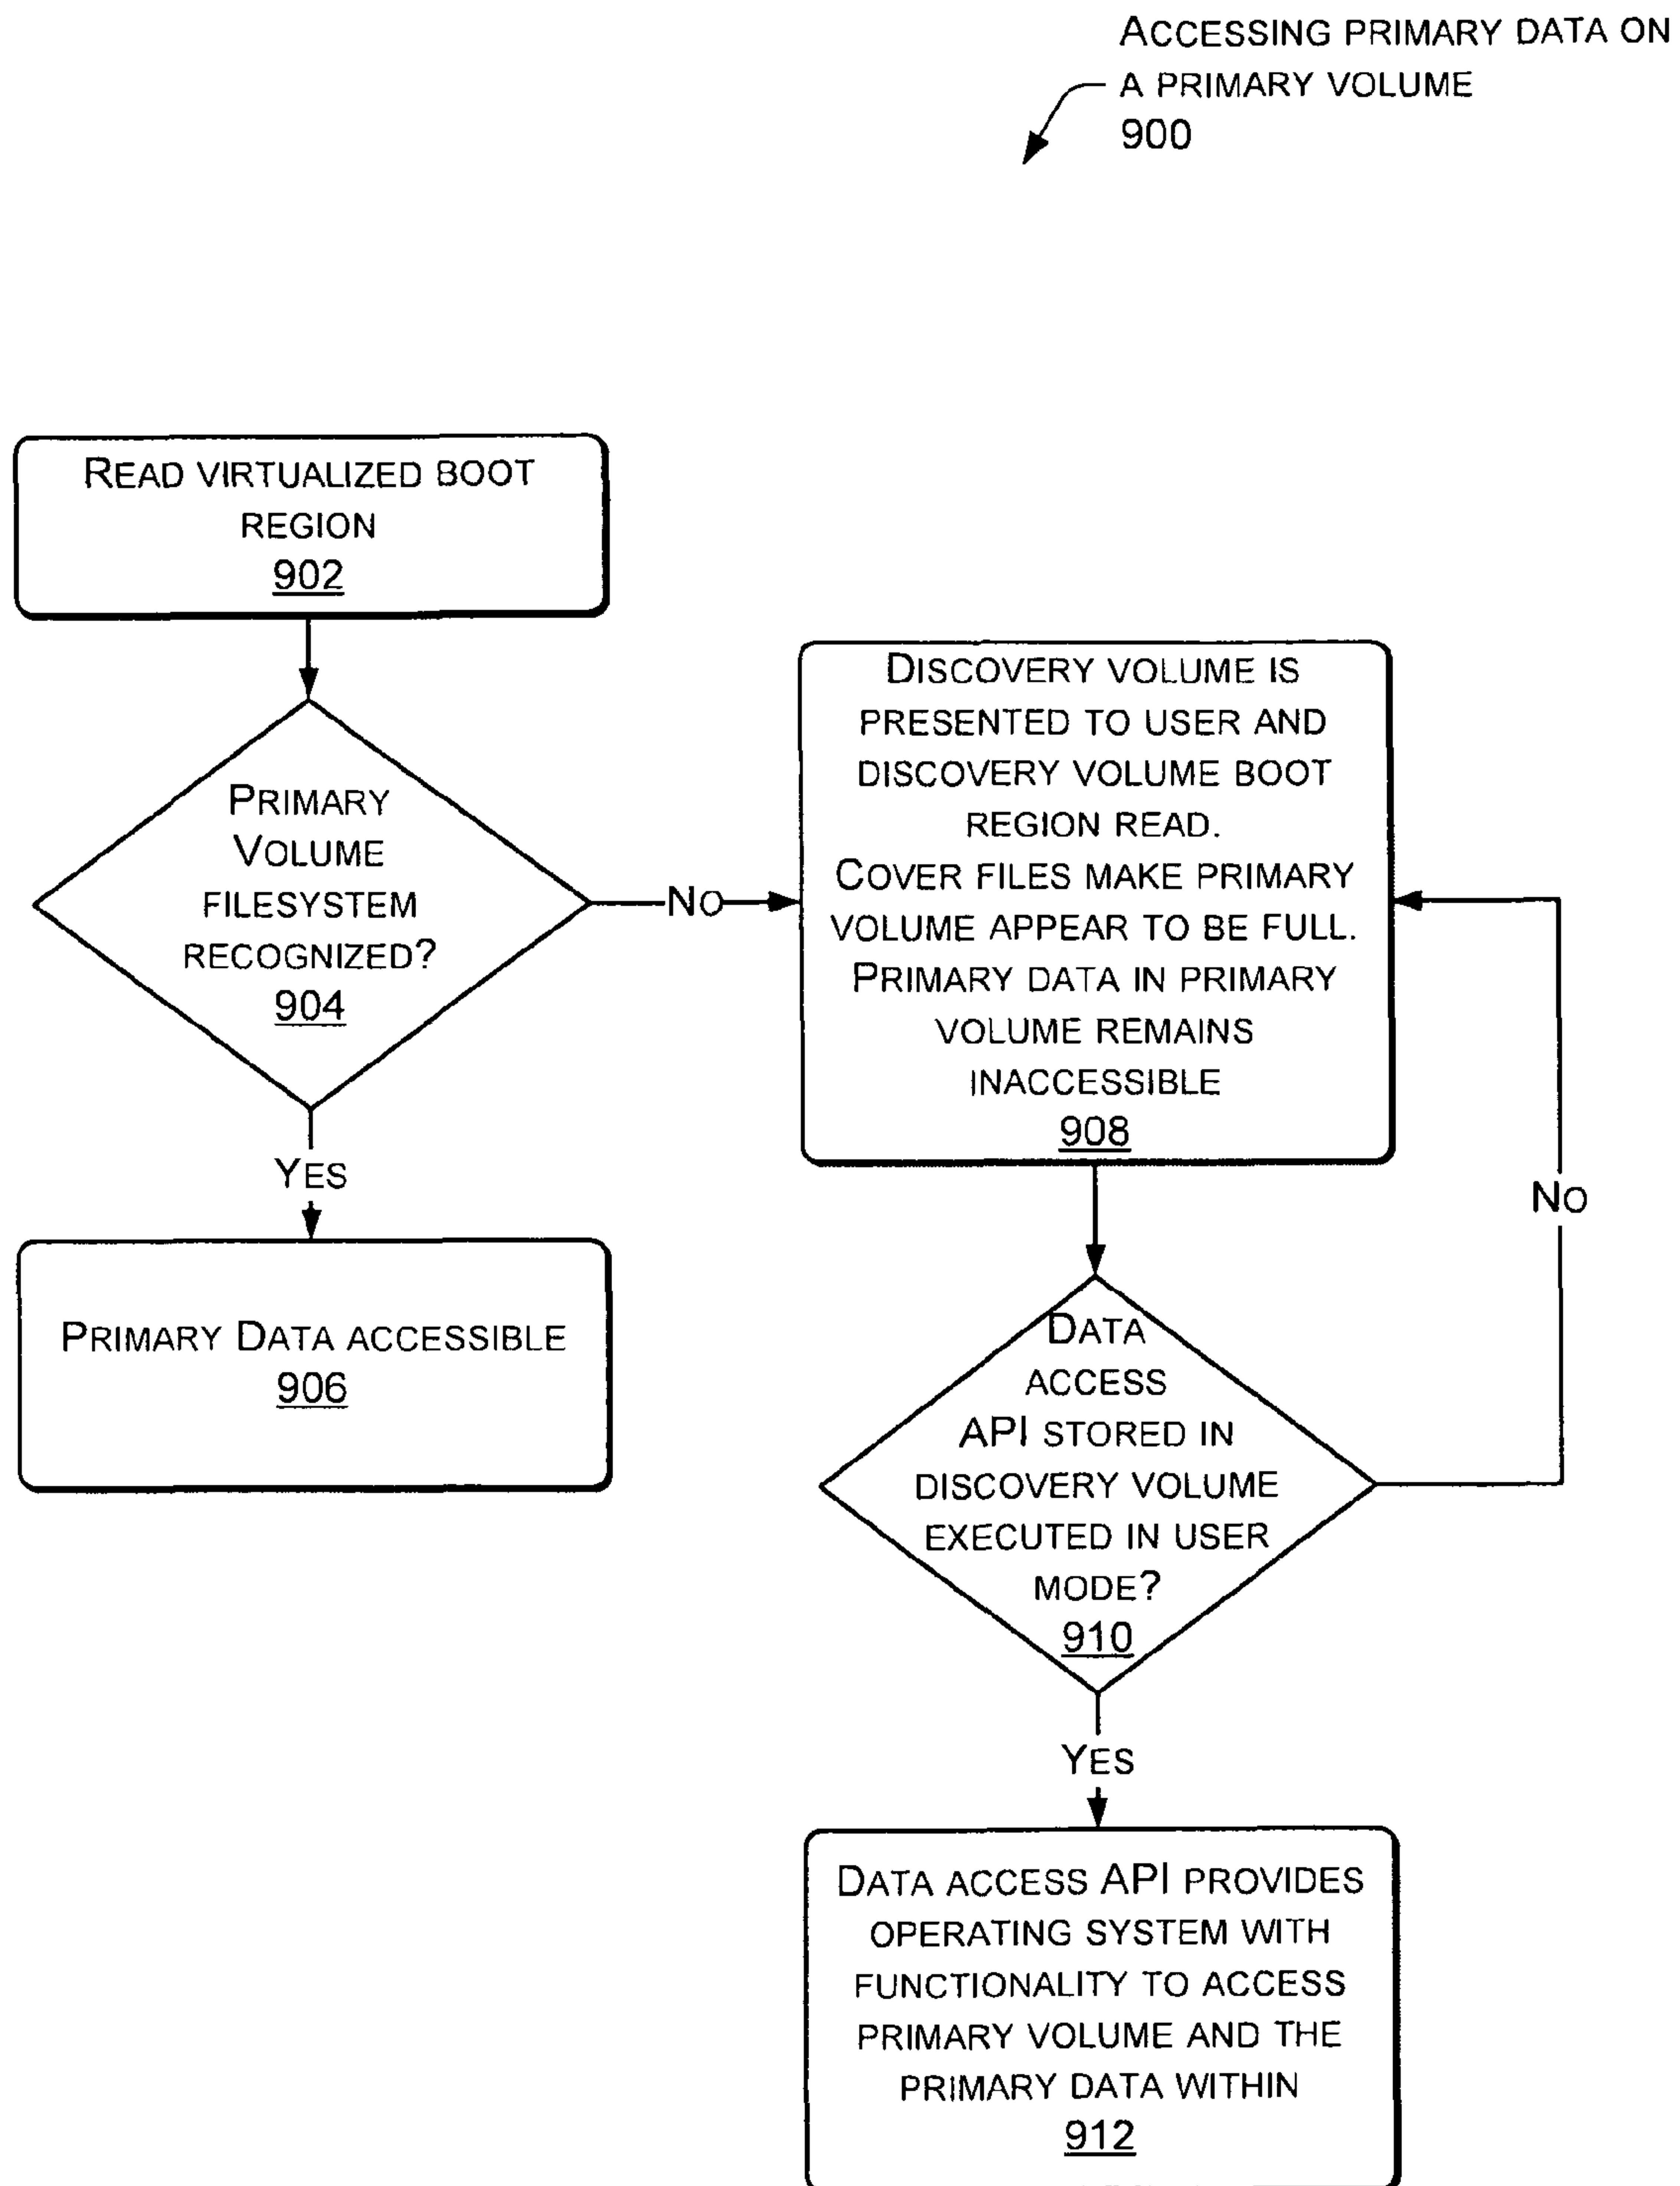 ACCESSING PRIMARY DATA ON
A PRIMARY VOLUME
900
READ VIRTUALIZED BOOT
REGION
902
PRIMARY
VOLUME
FILESYSTEM
RECOGNIZED?
904
NO
YES
PRIMARY DATA ACCESSIBLE
906
DISCOVERY VOLUME IS
PRESENTED TO USER AND
DISCOVERY VOLUME BOOT
REGION READ.
COVER FILES MAKE PRIMARY
VOLUME APPEAR TO BE FULL.
PRIMARY DATA IN PRIMARY
VOLUME REMAINS
INACCESSIBLE
908
NO
DATA
ACCESS
API STORED IN
DISCOVERY VOLUME
EXECUTED IN USER
MODE?
910
YES
DATA ACCESS API PROVIDES
OPERATING SYSTEM WITH
FUNCTIONALITY TO ACCESS
PRIMARY VOLUME AND THE
PRIMARY DATA WITHIN
912